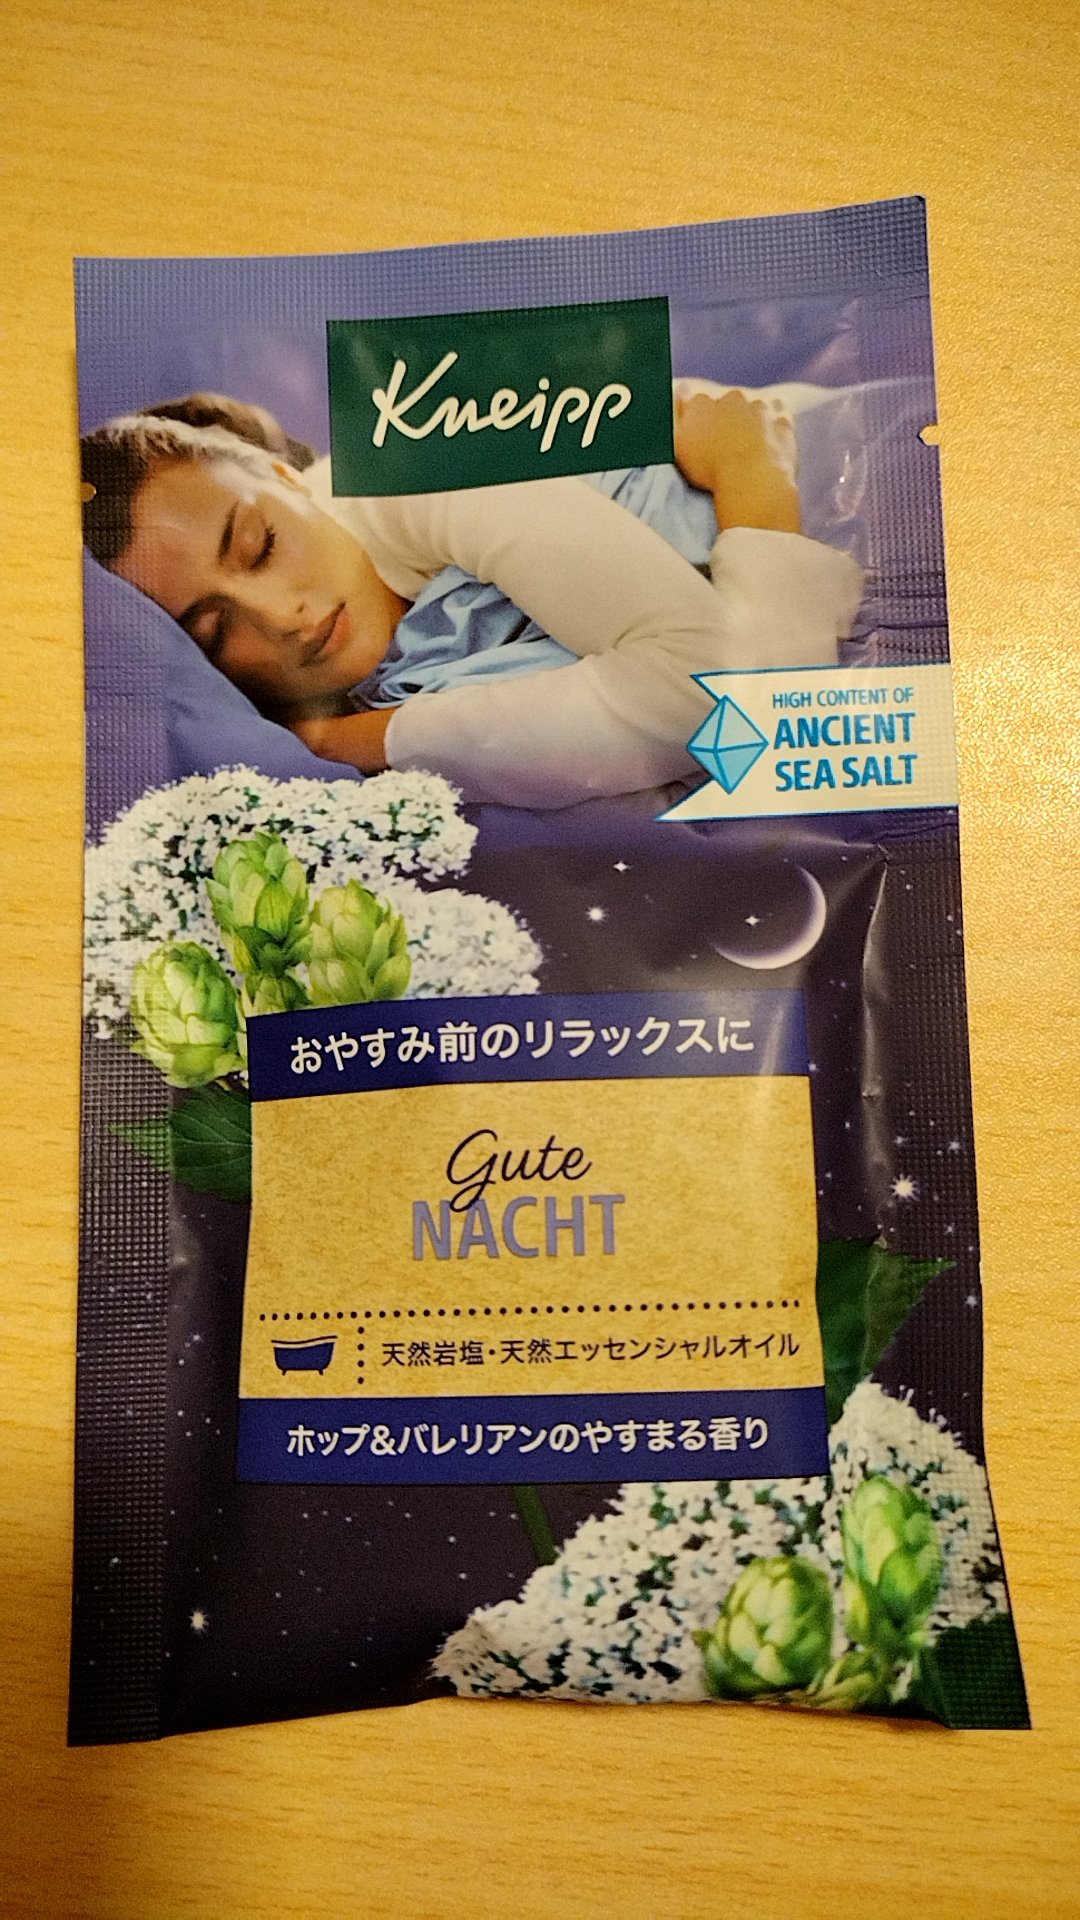 Kneipp
HIGH CONTENT OF
ANCIENT
SEA SALT
おやすみ前のリラックスに
Gute
NACHT
天然岩塩・天然エッセンシャルオイル
ホップ&バレリアンのやすまる香り